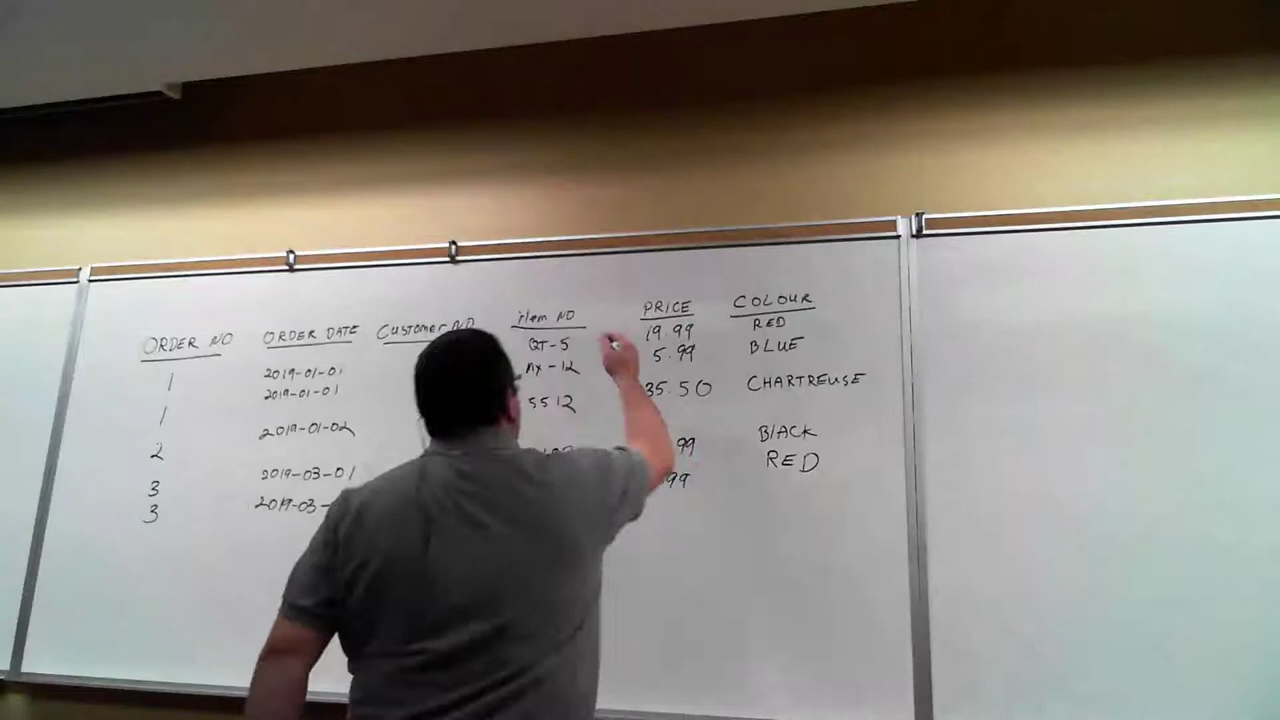 ORDER NO ORDER DATE Customer NO item NO PRICE COLOUR
1 2019-01-01 QT-5 19.99 RED
1 2019-01-01 MX-12 5.99 BLUE
2 2019-01-02 5512 35.50 CHARTREUSE
3 2019-03-01 99 BLACK
3 2019-03- 99 RED